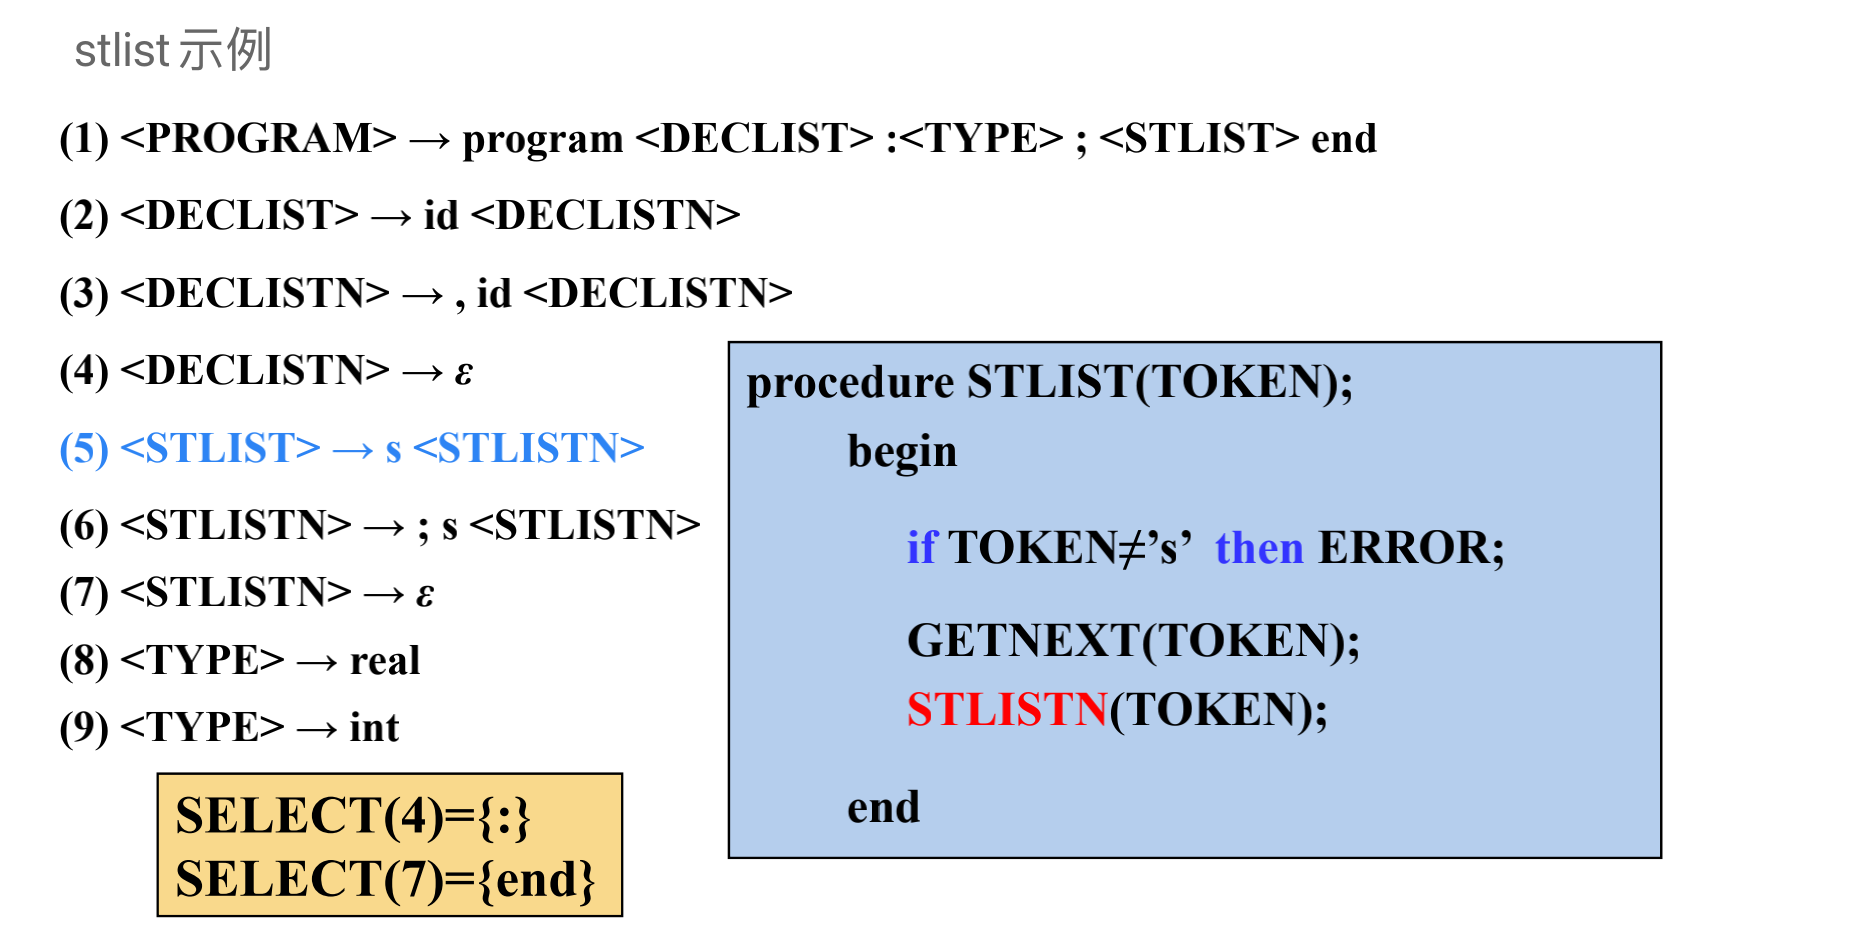 stlist 示例
(1) <PROGRAM> → program <DECLIST> :<TYPE> ; <STLIST> end
(2) <DECLIST> → id <DECLISTN>
(3) <DECLISTN> → , id <DECLISTN>
(4) <DECLISTN> → ε
(5) <STLIST> → s <STLISTN>
(6) <STLISTN> → ; s <STLISTN>
(7) <STLISTN> → ε
(8) <TYPE> → real
(9) <TYPE> → int
SELECT(4)={:}
SELECT(7)={end}
procedure STLIST(TOKEN);
begin
if TOKEN≠’s’ then ERROR;
GETNEXT(TOKEN);
STLISTN(TOKEN);
end